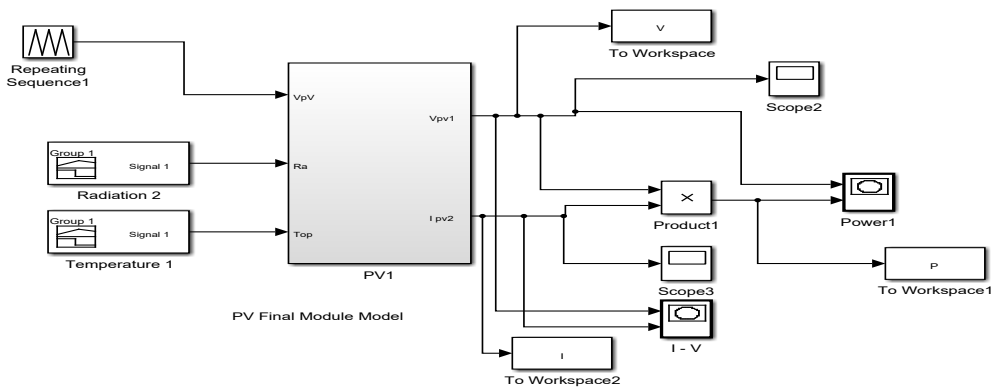 V
To Workspace
Repeating
Sequence1
Scope2
VpV
Vpv1
Group 1
Signal 1
Ra
Radiation 2
X
Product1
Power1
Group 1
Signal 1
Top
I pv2
Temperature 1
PV1
P
To Workspace1
Scope3
PV Final Module Model
I - V
I
To Workspace2